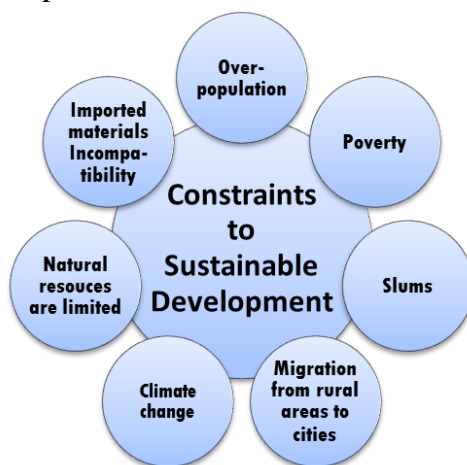 Over-
population
Poverty
Slums
Migration
from rural
areas to
cities
Climate
change
Natural
resouces
are limited
Imported
materials
Incompa-
tibility
Constraints
to
Sustainable
Development